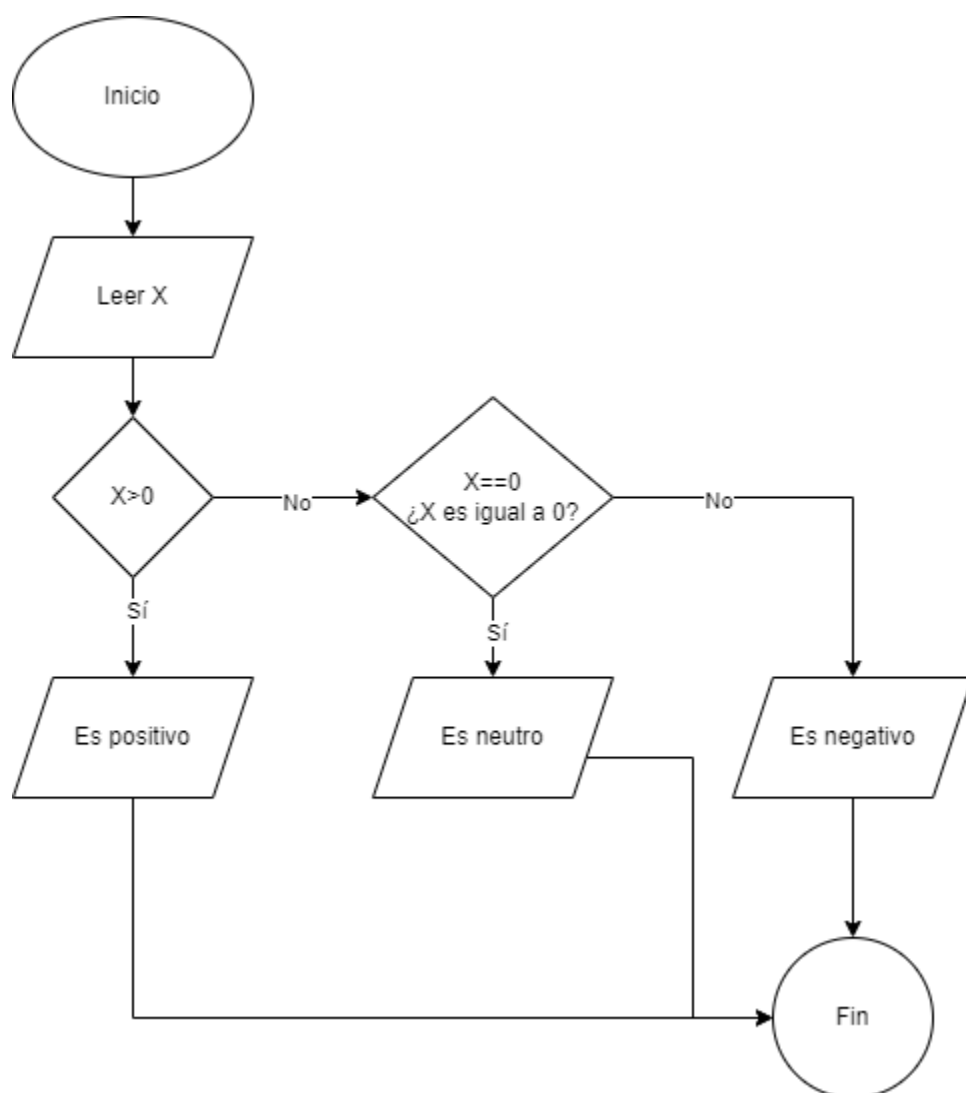 Inicio
Leer X
X>0
No
X==0
¿X es igual a 0?
No
Sí
Sí
Es positivo
Es neutro
Es negativo
Fin